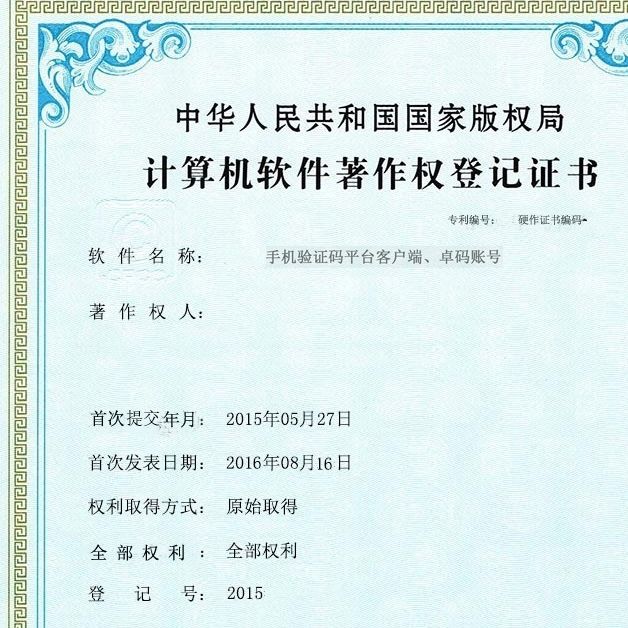 中华人民共和国国家版权局
计算机软件著作权登记证书
专利编号： 硬作证书编码
软件名称： 手机验证码平台客户端、卓码账号
著作权人：
首次提交年月： 2015年05月27日
首次发表日期： 2016年08月16日
权利取得方式： 原始取得
全部权利： 全部权利
登记号： 2015